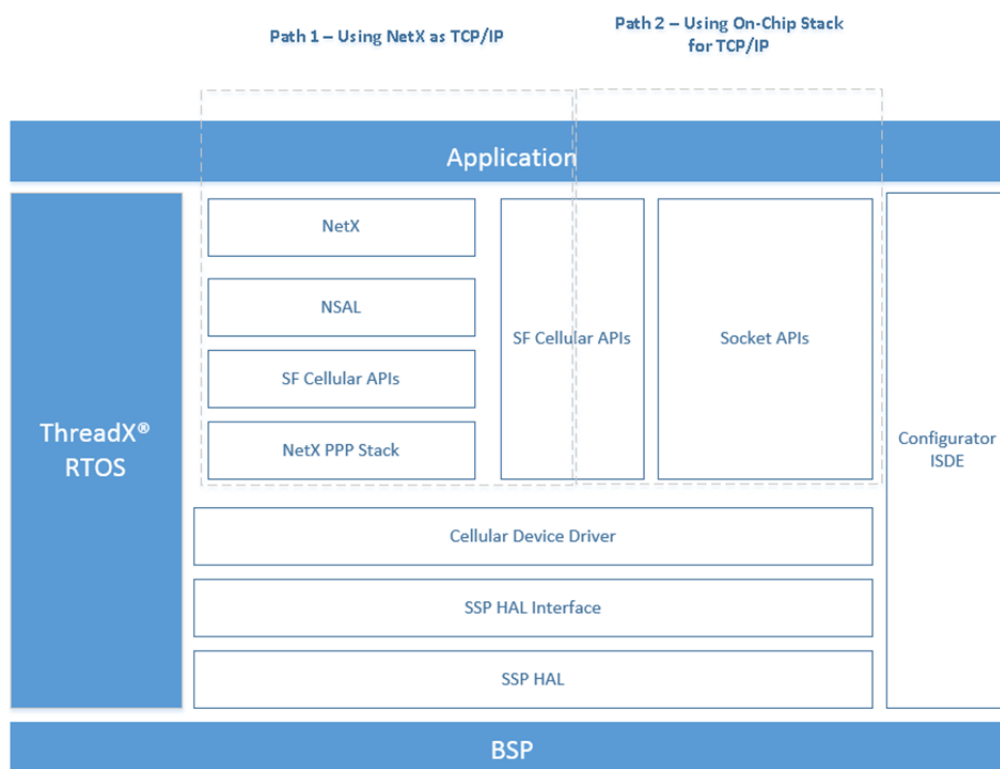 Path 1 – Using NetX as TCP/IP
Path 2 – Using On-Chip Stack
for TCP/IP
Application
NetX
NSAL
SF Cellular APIs
NetX PPP Stack
SF Cellular APIs
Socket APIs
ThreadX®
RTOS
Configurator
ISDE
Cellular Device Driver
SSP HAL Interface
SSP HAL
BSP